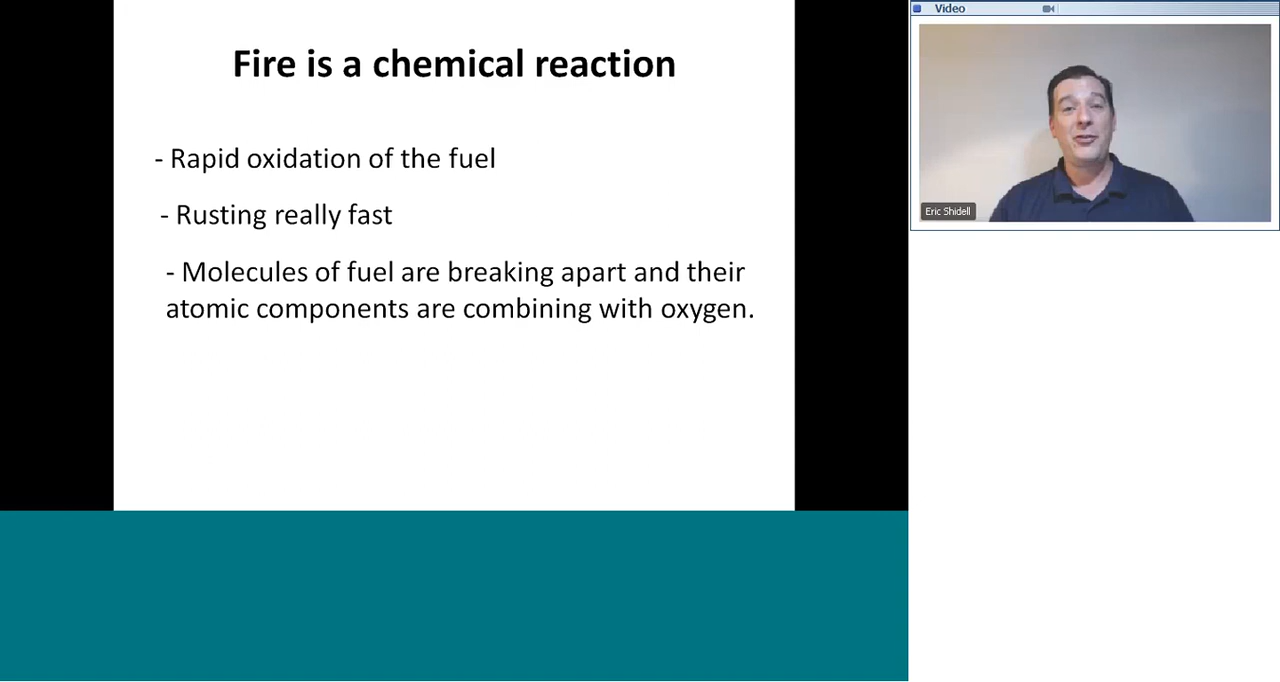 Fire is a chemical reaction
- Rapid oxidation of the fuel
- Rusting really fast
- Molecules of fuel are breaking apart and their
atomic components are combining with oxygen.
Video
Eric Shidell